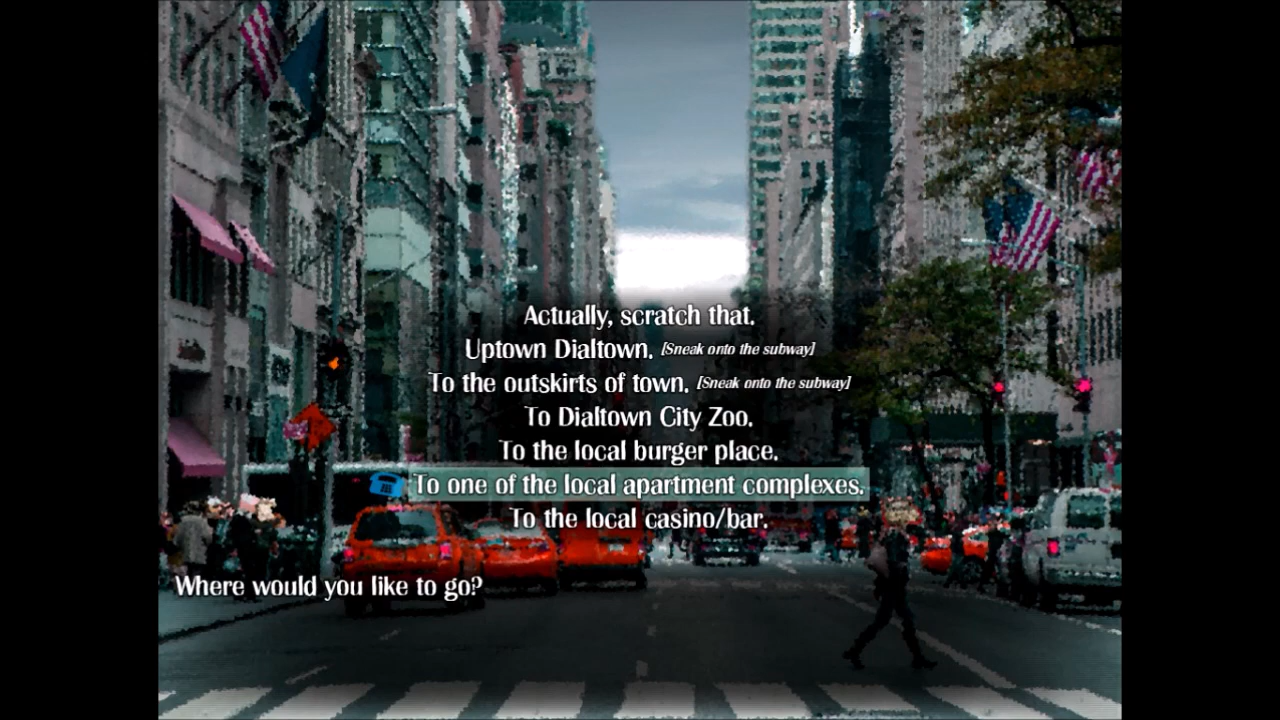 Actually, scratch that.
Uptown Dialtown. [Sneak onto the subway]
To the outskirts of town. [Sneak onto the subway]
To Dialtown City Zoo.
To the local burger place.
To one of the local apartment complexes.
To the local casino/bar.
Where would you like to go?